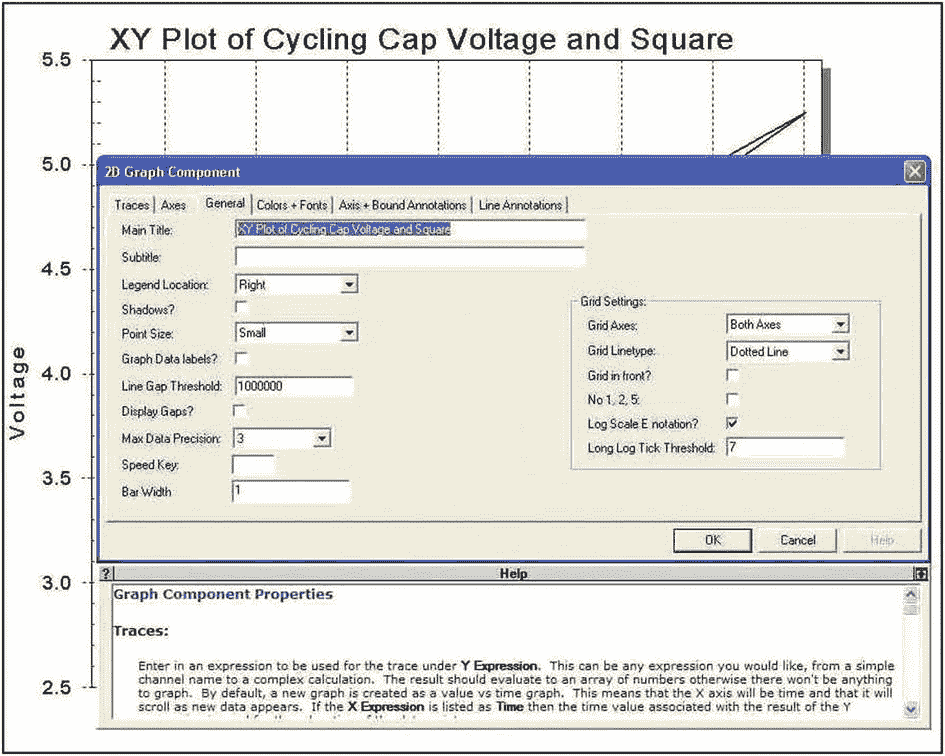 XY Plot of Cycling Cap Voltage and Square
5.5
5.0
4.5
4.0
3.5
3.0
2.5
Voltage
2D Graph Component
Traces Axes General Colors + Fonts Axis + Bound Annotations Line Annotations
Main Title: XY Plot of Cycling Cap Voltage and Square
Subtitle:
Legend Location: Right
Shadows?
Point Size: Small
Graph Data labels?
Line Gap Threshold: 1000000
Display Gaps?
Max Data Precision: 3
Speed Key:
Bar Width 1
Grid Settings:
Grid Axes: Both Axes
Grid Linetype: Dotted Line
Grid in front?
No 1, 2, 5:
Log Scale E notation?
Long Log Tick Threshold: 7
OK Cancel Help
? Help
Graph Component Properties
Traces:
Enter in an expression to be used for the trace under Y Expression. This can be any expression you would like, from a simple
channel name to a complex calculation. The result should evaluate to an array of numbers otherwise there won't be anything
to graph. By default, a new graph is created as a value vs time graph. This means that the X axis will be time and that it will
scroll as new data appears. If the X Expression is listed as Time then the time value associated with the result of the Y